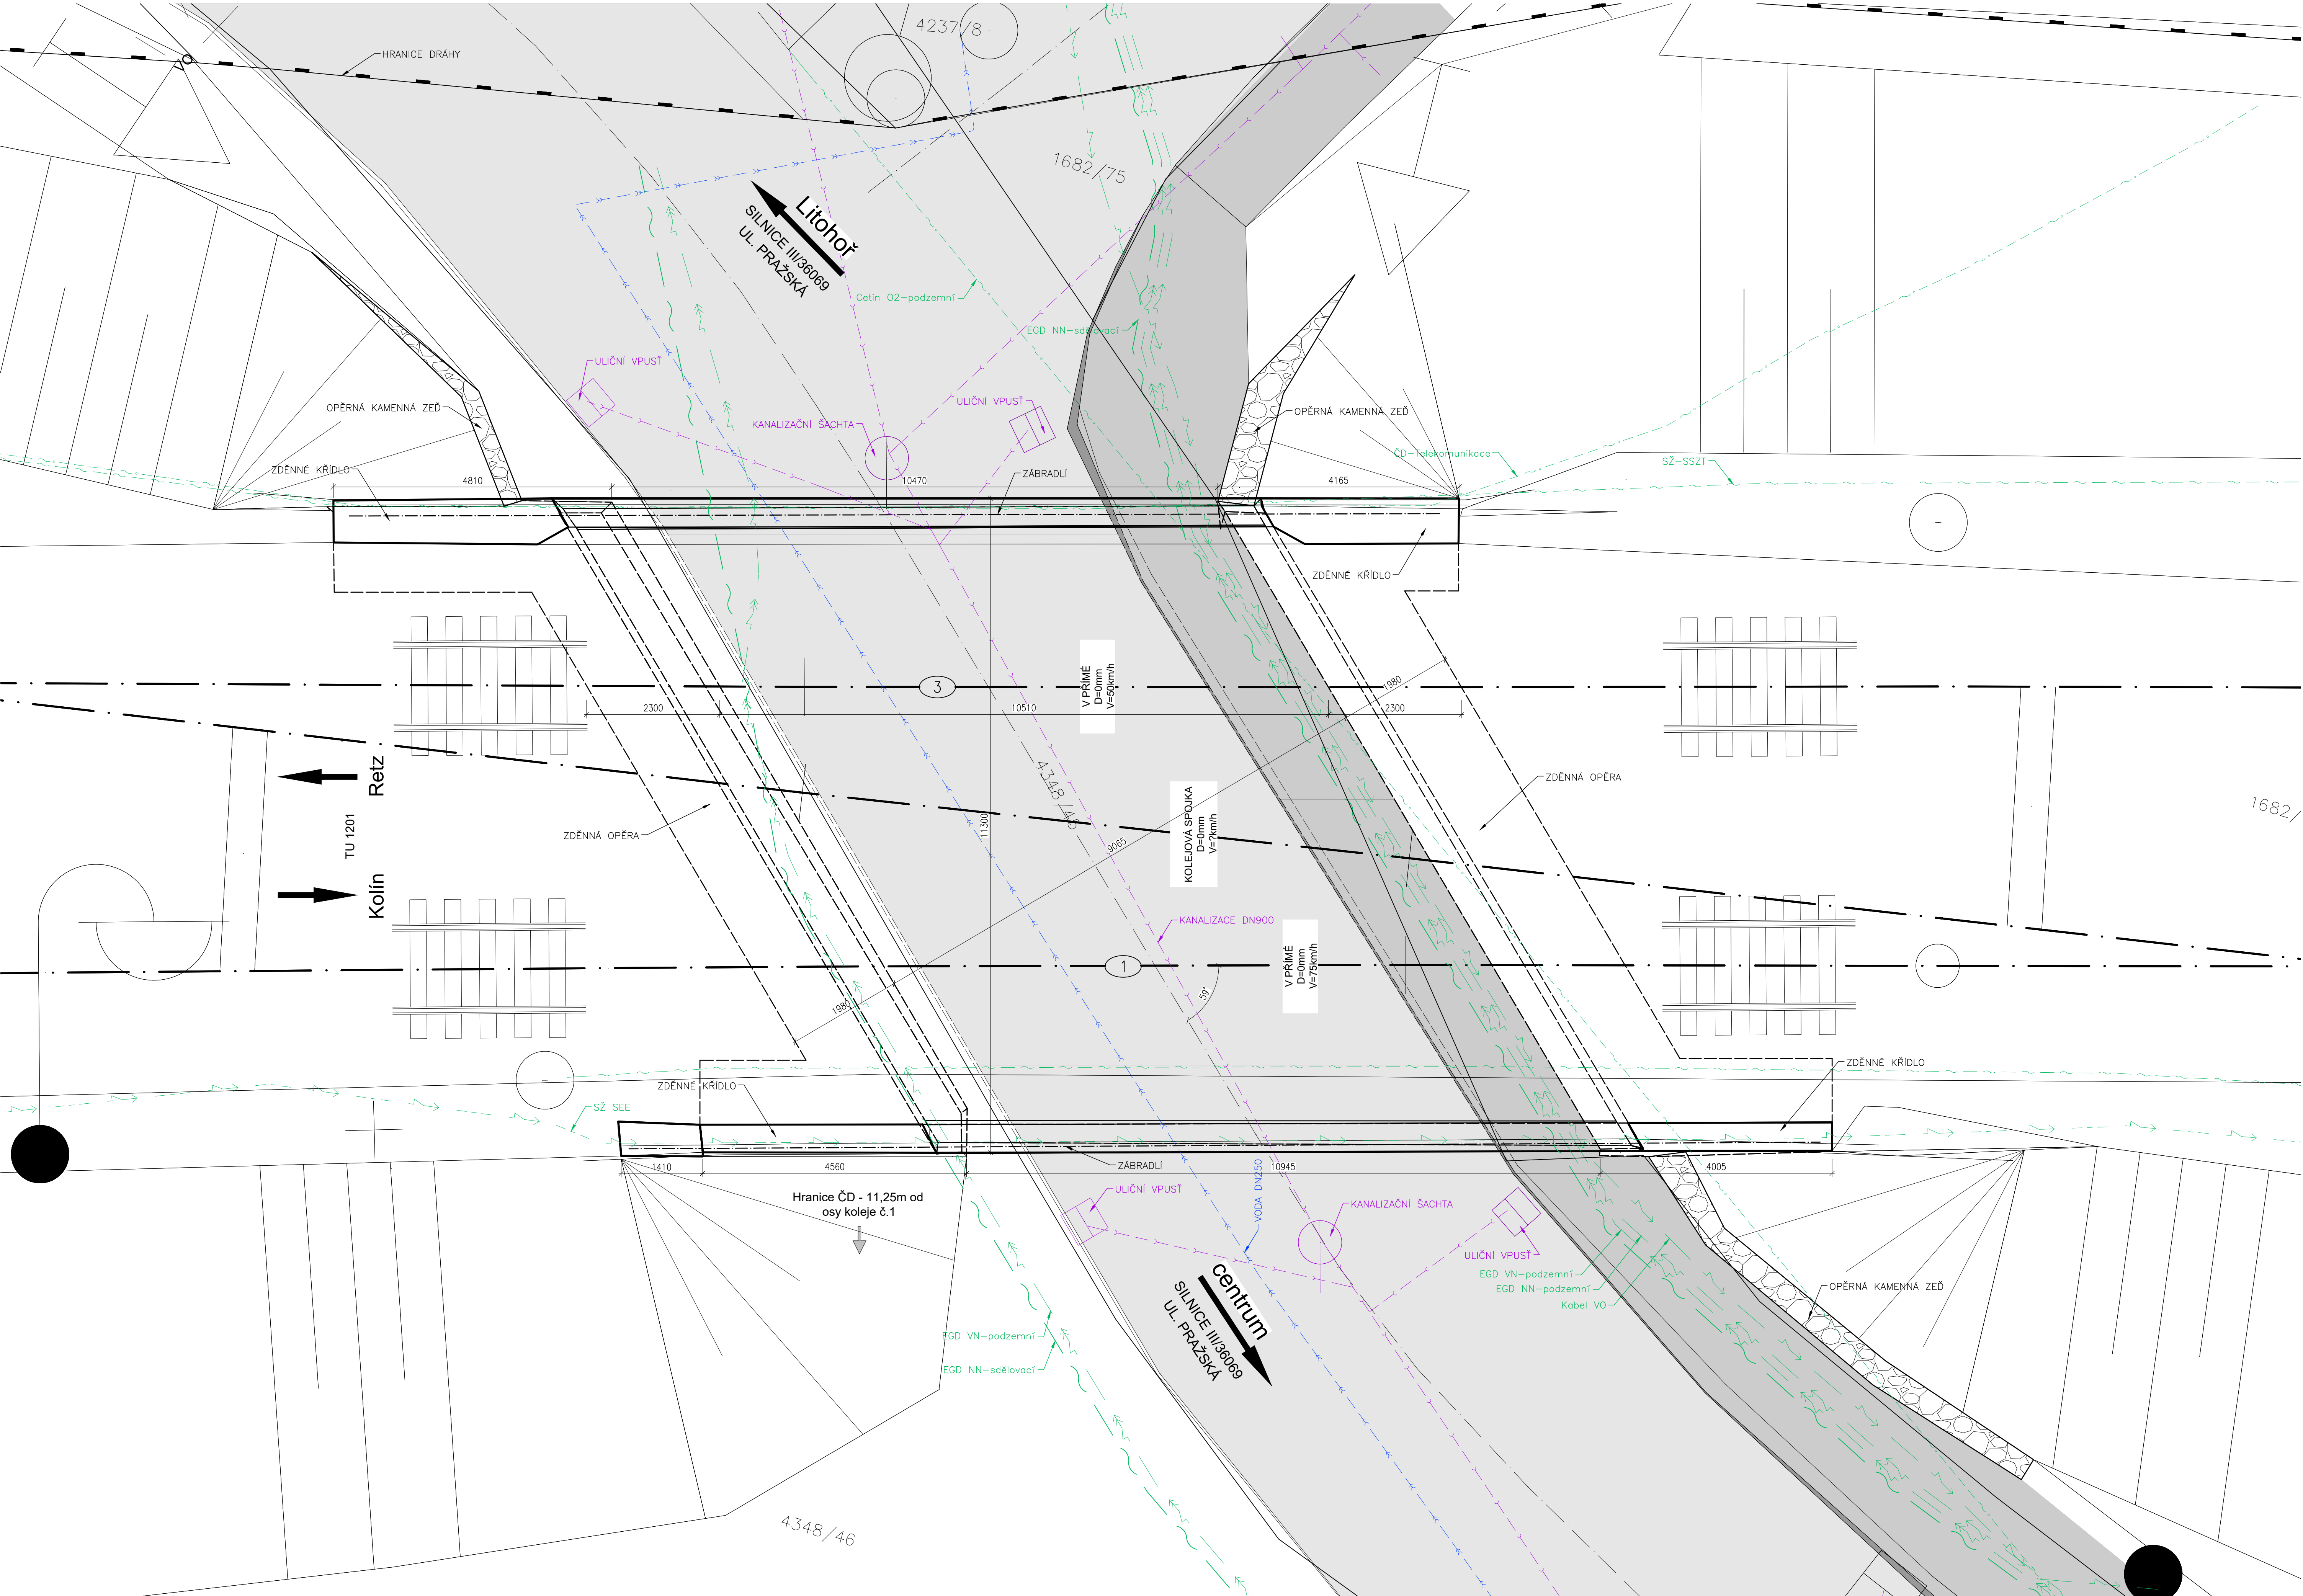 4237/8
HRANICE DRÁHY
VO
1682/75
Litohoř
SILNICE III/36069
UL. PRAŽSKÁ
Cetin O2-podzemní
EGD NN-sdělovací
ULIČNÍ VPUSŤ
ULIČNÍ VPUSŤ
OPĚRNÁ KAMENNÁ ZEĎ
OPĚRNÁ KAMENNÁ ZEĎ
KANALIZAČNÍ ŠACHTA
ČD-Telekomunikace
SŽ-SSZT
ZDĚNNÉ KŘÍDLO
ZÁBRADLÍ
4810
10470
4165
ZDĚNNÉ KŘÍDLO
3
V PŘÍMÉ
D=0mm
V=50km/h
1980
2300
10510
2300
Retz
TU 1201
Kolín
4348/45
ZDĚNNÁ OPĚRA
ZDĚNNÁ OPĚRA
1682/
11300
9065
KOLEJOVÁ SPOJKA
D=0mm
V=?km/h
KANALIZACE DN900
1
V PŘÍMÉ
D=0mm
V=75km/h
59°
1980
ZDĚNNÉ KŘÍDLO
ZDĚNNÉ KŘÍDLO
SŽ SEE
1410
4560
ZÁBRADLÍ
10945
4005
Hranice ČD - 11,25m od
osy koleje č.1
ULIČNÍ VPUSŤ
VODA DN250
KANALIZAČNÍ ŠACHTA
ULIČNÍ VPUSŤ
EGD VN-podzemní
EGD NN-podzemní
Kabel VO
OPĚRNÁ KAMENNÁ ZEĎ
centrum
SILNICE III/36069
UL. PRAŽSKÁ
EGD VN-podzemní
EGD NN-sdělovací
4348/46